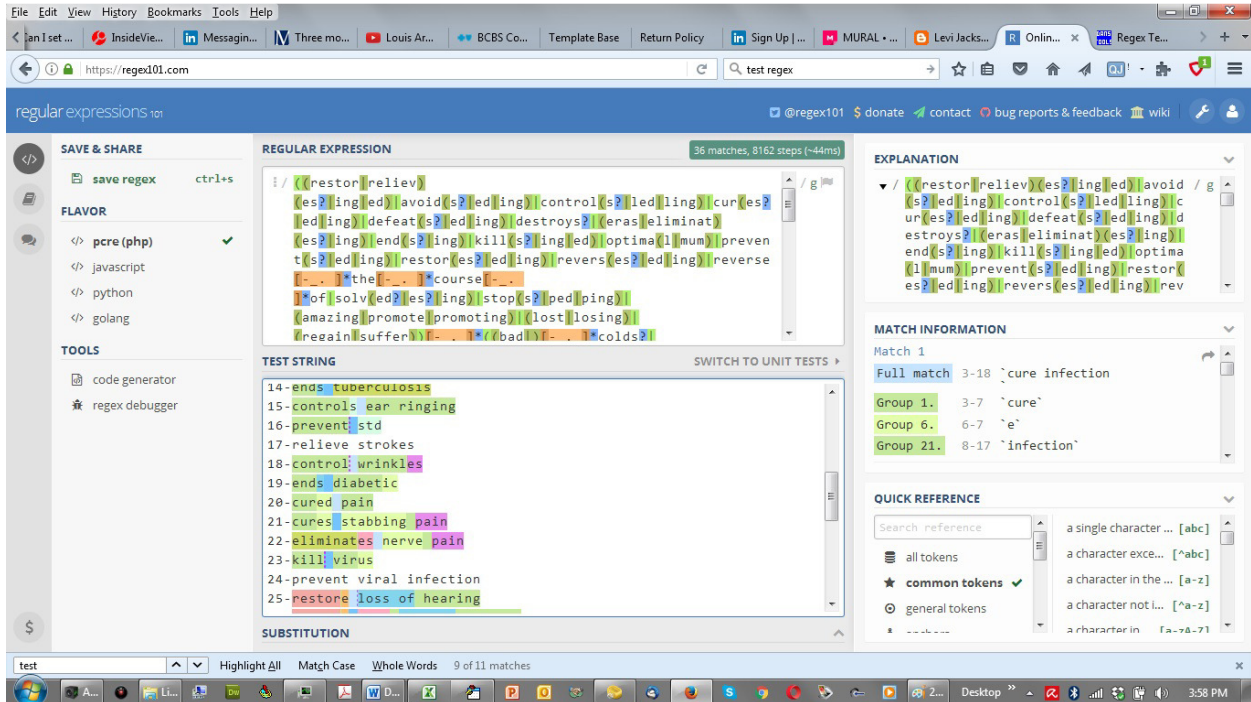 File Edit View History Bookmarks Tools Help
an I set ... InsideVie... Messagin... Three mo... Louis Ar... BCBS Co... Template Base Return Policy Sign Up | ... MURAL • ... Levi Jacks... Onlin... × Regex Te... +
https://regex101.com test regex
regular expressions 101 @regex101 $ donate contact bug reports & feedback wiki
SAVE & SHARE
save regex ctrl+s
FLAVOR
</> pcre (php)
</> javascript
</> python
</> golang
TOOLS
code generator
regex debugger
$
REGULAR EXPRESSION
36 matches, 8162 steps (~44ms)
/ ((restor|reliev) / g
(es?|ing|ed)|avoid(s?|ed|ing)|control(s?|led|ling)|cur(es?
|ed|ing)|defeat(s?|ed|ing)|destroys?|(eras|eliminat)
(es?|ing)|end(s?|ing)|kill(s?|ing|ed)|optima(l|mum)|preven
t(s?|ed|ing)|restor(es?|ed|ing)|revers(es?|ed|ing)|reverse
[-_. ]*the[-_. ]*course[-_.
]*of|solv(ed?|es?|ing)|stop(s?|ped|ping)|
(amazing|promote|promoting)|(lost|losing)|
(regain|suffer))[-_. ]*((bad|)[-_. ]*colds?|
TEST STRING
SWITCH TO UNIT TESTS
14-ends tuberculosis
15-controls ear ringing
16-prevent std
17-relieve strokes
18-control wrinkles
19-ends diabetic
20-cured pain
21-cures stabbing pain
22-eliminates nerve pain
23-kill virus
24-prevent viral infection
25-restore loss of hearing
SUBSTITUTION
EXPLANATION
/ ((restor|reliev)(es?|ing|ed)|avoid / g
(s?|ed|ing)|control(s?|led|ling)|c
ur(es?|ed|ing)|defeat(s?|ed|ing)|d
estroys?|(eras|eliminat)(es?|ing)|
end(s?|ing)|kill(s?|ing|ed)|optima
(l|mum)|prevent(s?|ed|ing)|restor(
es?|ed|ing)|revers(es?|ed|ing)|rev
MATCH INFORMATION
Match 1
Full match 3-18 `cure infection
`
Group 1. 3-7 `cure`
Group 6. 6-7 `e`
Group 21. 8-17 `infection`
QUICK REFERENCE
Search reference
all tokens
common tokens
general tokens
anchors
a single character ... [abc]
a character exce... [^abc]
a character in the ... [a-z]
a character not i... [^a-z]
a character in [a-zA-Z]
test Highlight All Match Case Whole Words 9 of 11 matches ×
A... Li... D... 2... Desktop 3:58 PM